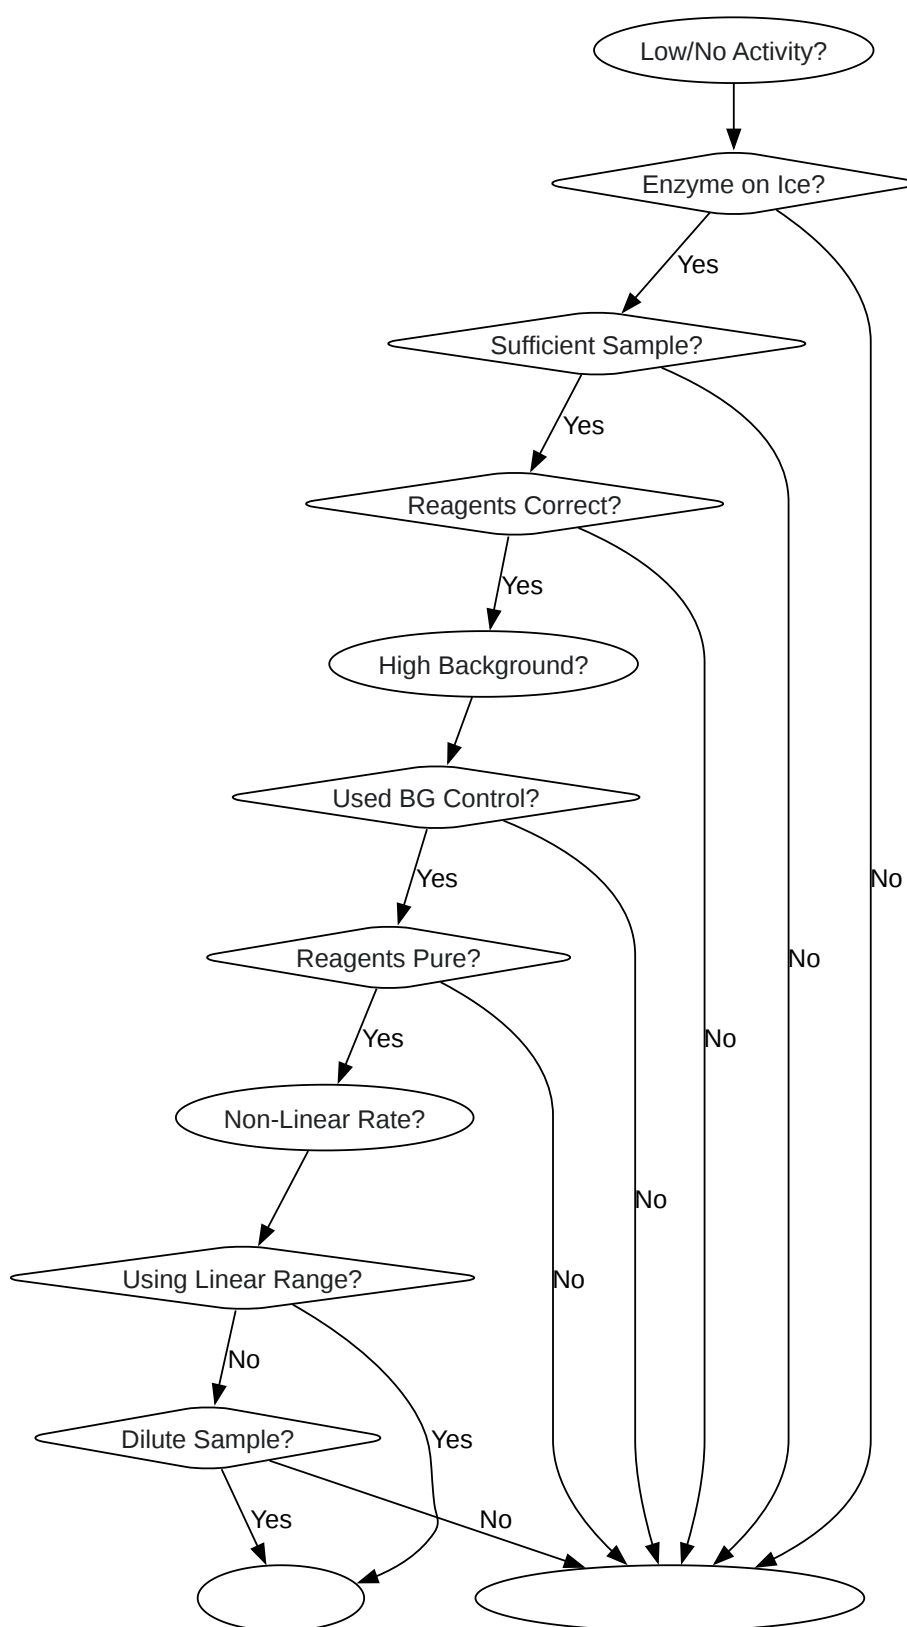 Low/No Activity?
Enzyme on Ice?
Yes
Sufficient Sample?
Yes
Reagents Correct?
Yes
High Background?
Used BG Control?
Yes
No
Reagents Pure?
No
Yes
No
Non-Linear Rate?
No
Using Linear Range?
No
No
Dilute Sample?
Yes
Yes
No